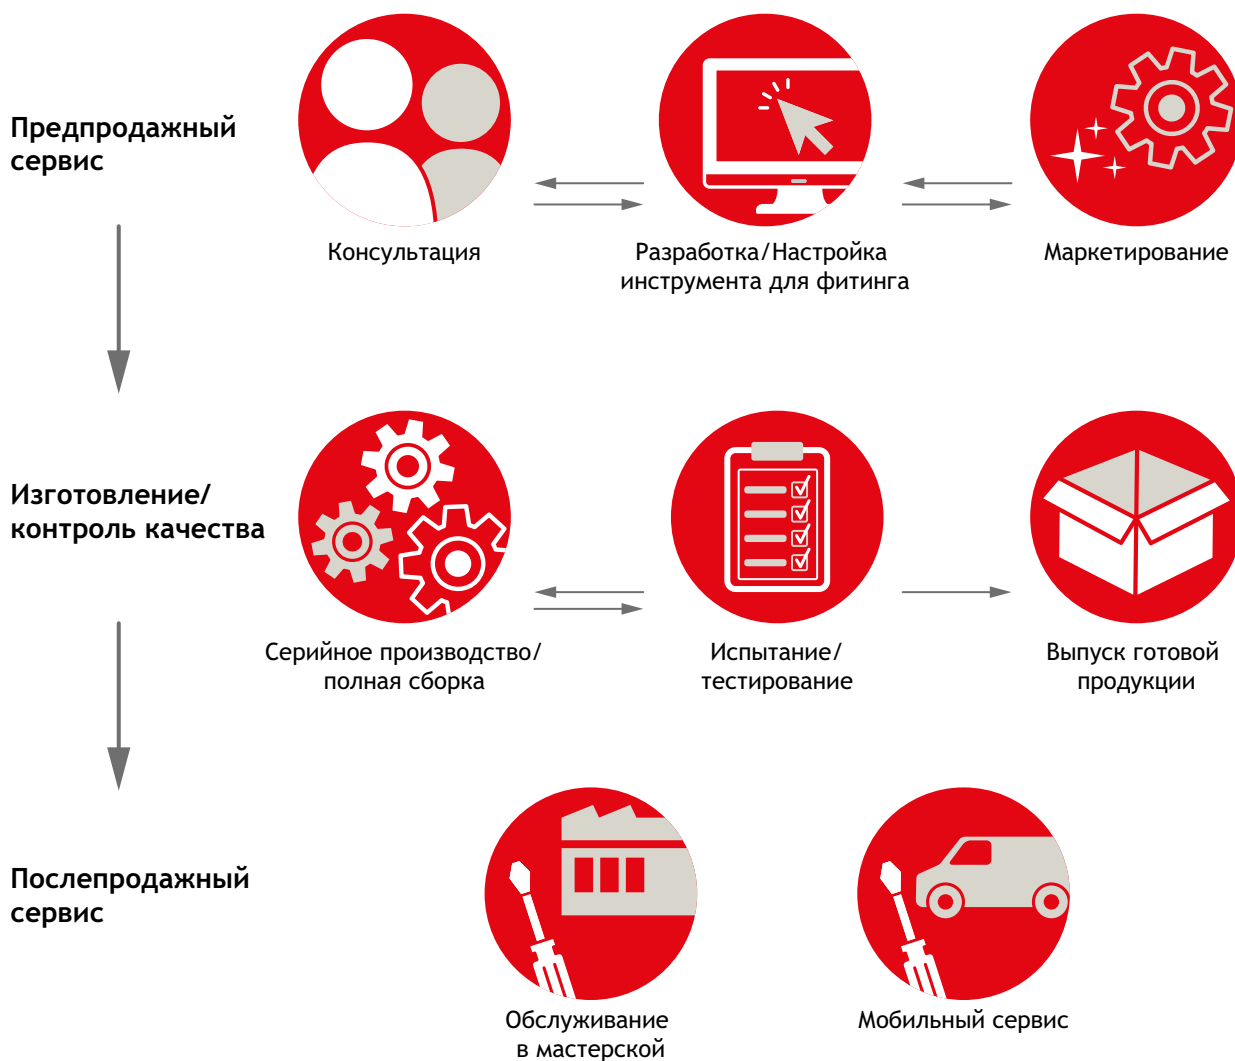 Предпродажный
сервис
Консультация
Разработка/Настройка
инструмента для фитинга
Маркетирование
Изготовление/
контроль качества
Серийное производство/
полная сборка
Испытание/
тестирование
Выпуск готовой
продукции
Послепродажный
сервис
Обслуживание
в мастерской
Мобильный сервис